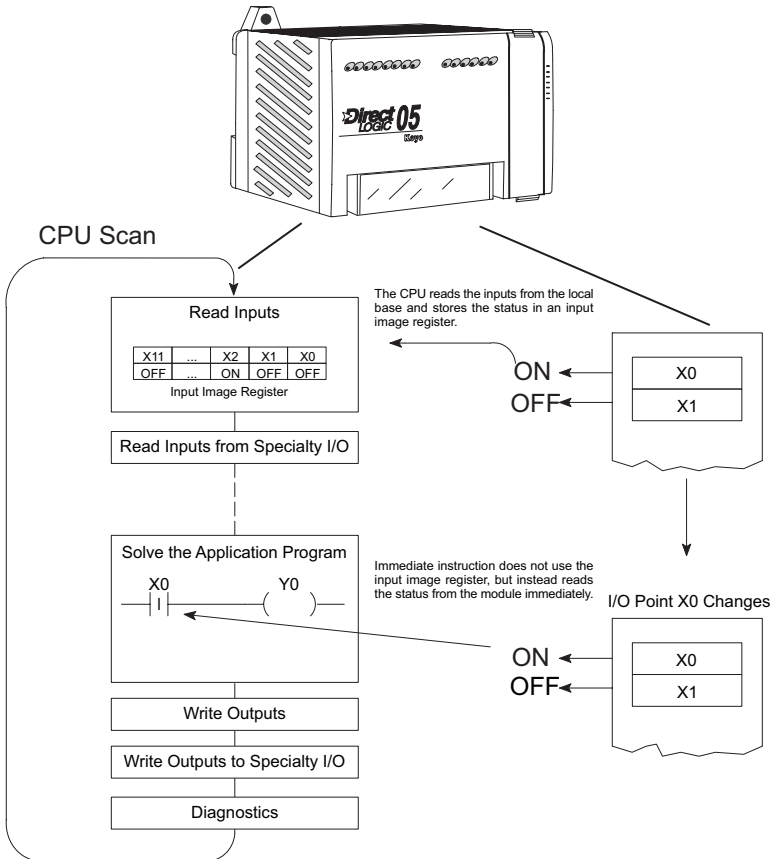 Direct
LOGIC 05
Koyo
CPU Scan
Read Inputs
X11 ... X2 X1 X0
OFF ... ON OFF OFF
Input Image Register
The CPU reads the inputs from the local
base and stores the status in an input
image register.
ON
OFF
X0
X1
Read Inputs from Specialty I/O
Solve the Application Program
X0 Y0
I
Immediate instruction does not use the
input image register, but instead reads
the status from the module immediately.
I/O Point X0 Changes
ON
OFF
X0
X1
Write Outputs
Write Outputs to Specialty I/O
Diagnostics